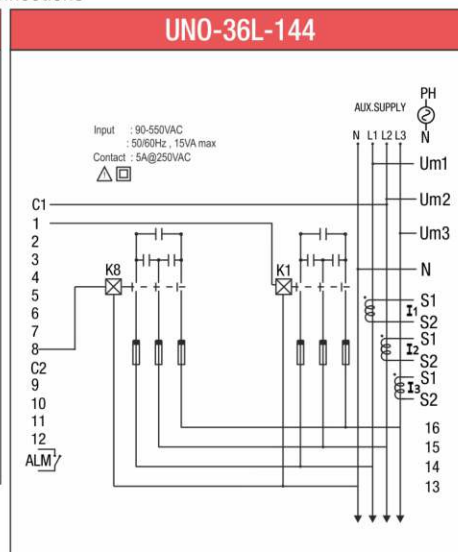 UNO-36L-144
PH
AUX.SUPPLY
N L1 L2 L3 N
Input : 90-550VAC
: 50/60Hz , 15VA max
Contact : 5A@250VAC
Um1
Um2
Um3
N
C1
1
2
3
4
5
6
7
8
C2
9
10
11
12
ALM
K8
K1
S1
I1
S2
S1
I2
S2
S1
I3
S2
16
15
14
13